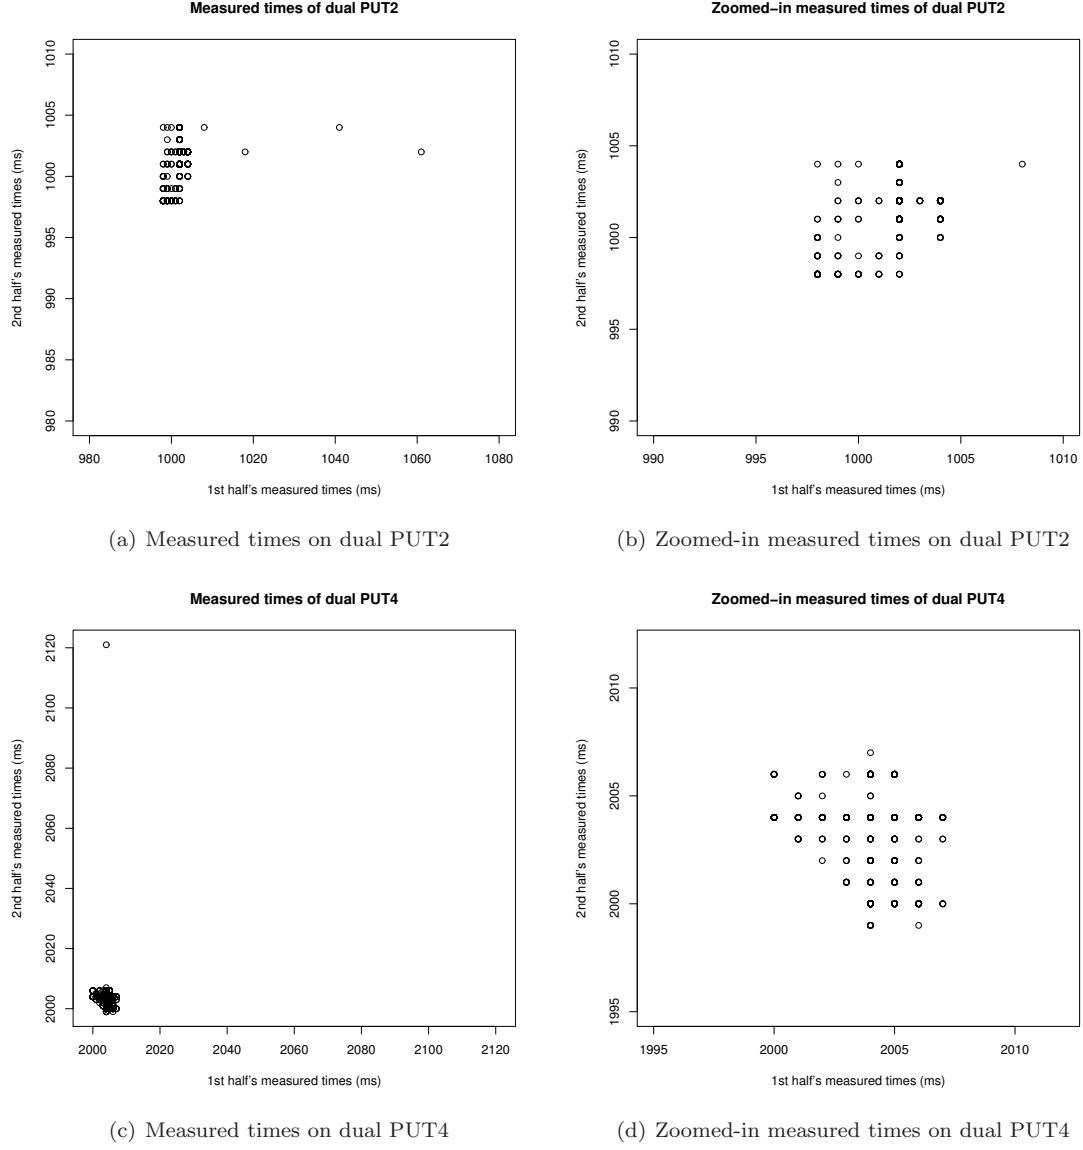 Measured times of dual PUT2
1010
1005
1000
995
990
985
980
2nd half's measured times (ms)
980 1000 1020 1040 1060 1080
1st half's measured times (ms)
(a) Measured times on dual PUT2
Zoomed−in measured times of dual PUT2
1010
1005
1000
995
990
2nd half's measured times (ms)
990 995 1000 1005 1010
1st half's measured times (ms)
(b) Zoomed-in measured times on dual PUT2
Measured times of dual PUT4
2120
2100
2080
2060
2040
2020
2000
2nd half's measured times (ms)
2000 2020 2040 2060 2080 2100 2120
1st half's measured times (ms)
(c) Measured times on dual PUT4
Zoomed−in measured times of dual PUT4
2010
2005
2000
1995
2nd half's measured times (ms)
1995 2000 2005 2010
1st half's measured times (ms)
(d) Zoomed-in measured times on dual PUT4